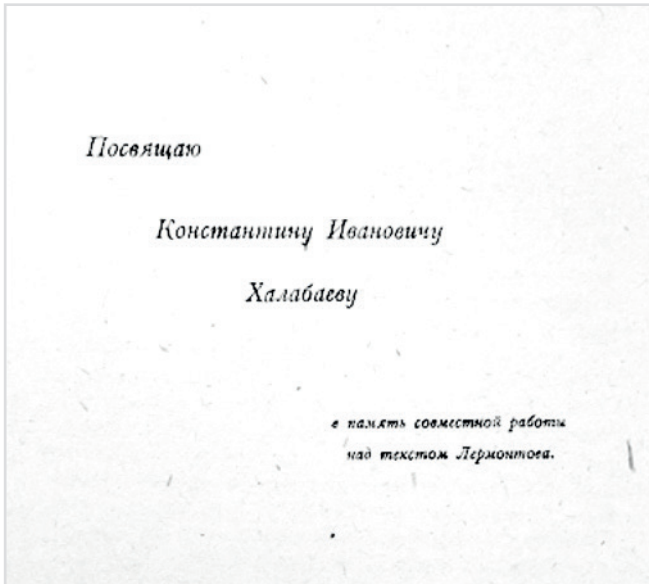 Посвящаю
Константину Ивановичу
Халабаеву
в память совместной работы
над текстом Лермонтова.